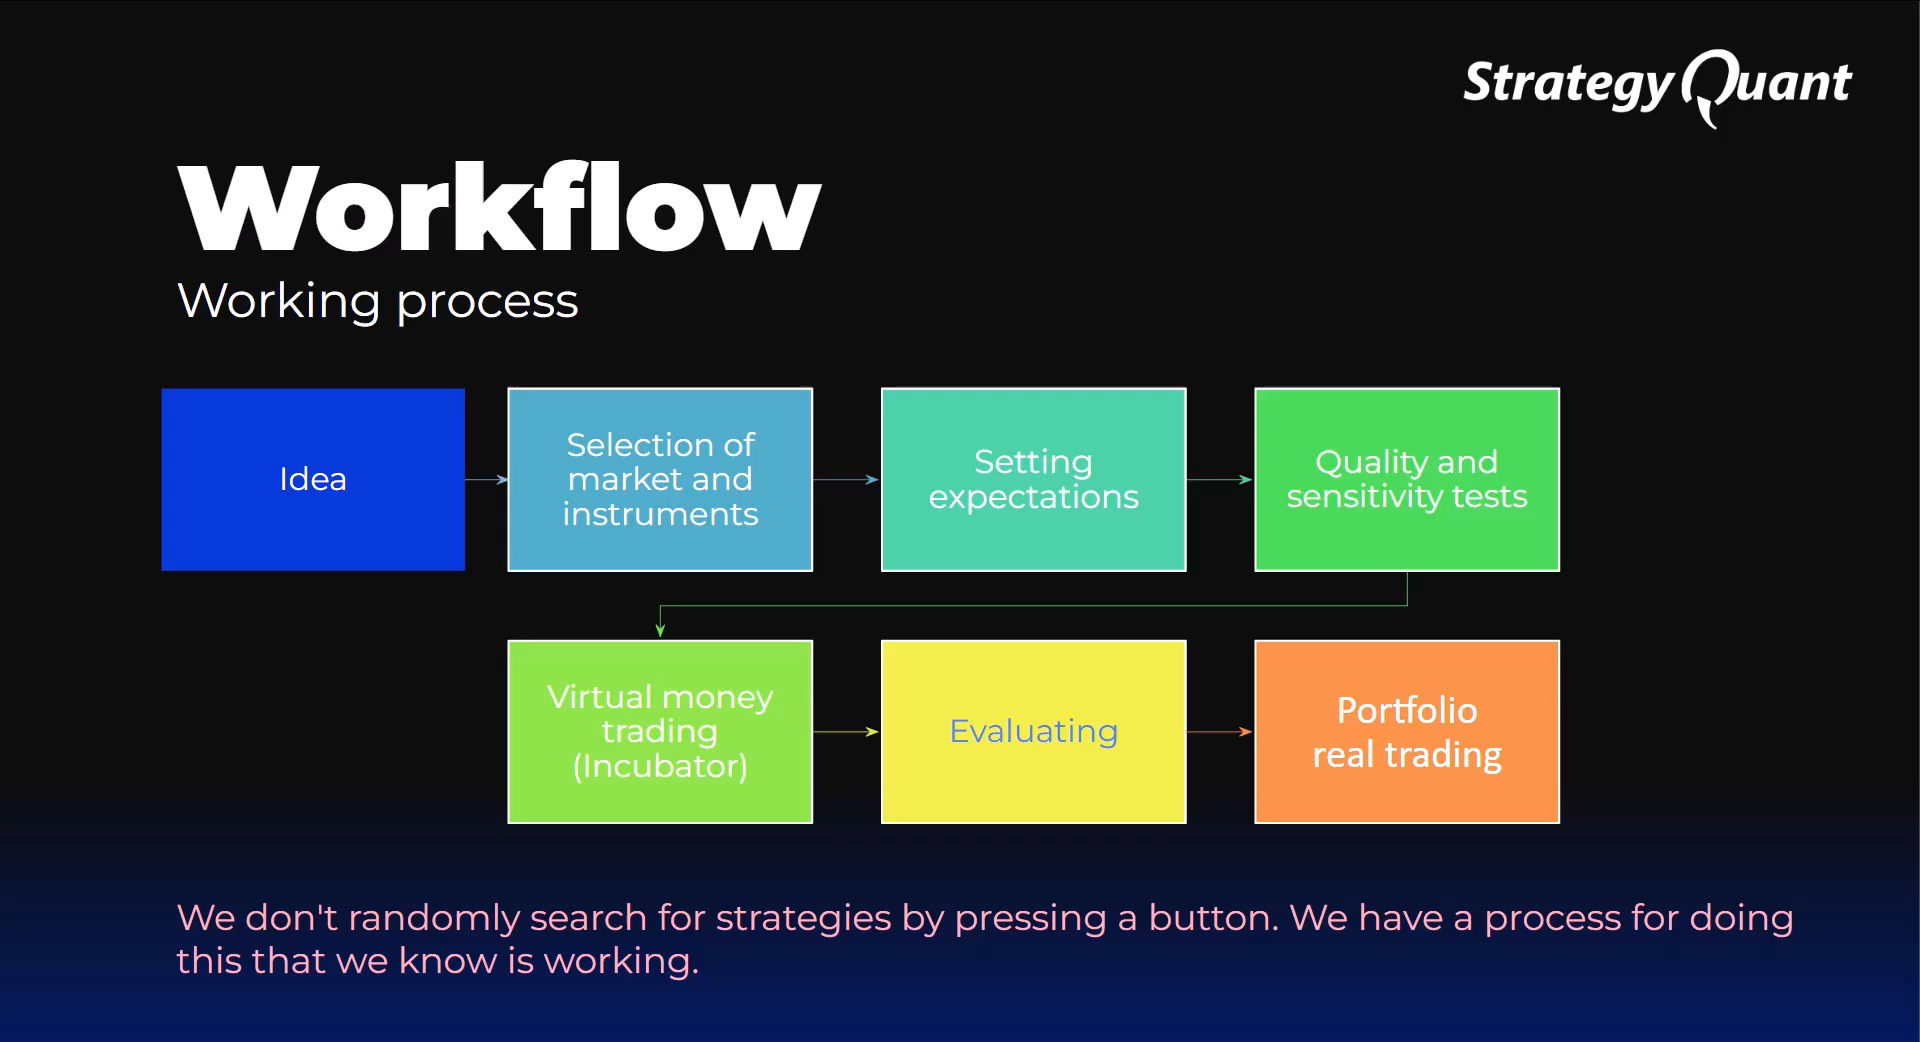 StrategyQuant
Workflow
Working process
Idea
Selection of
market and
instruments
Setting
expectations
Quality and
sensitivity tests
Virtual money
trading
(Incubator)
Evaluating
Portfolio
real trading
We don't randomly search for strategies by pressing a button. We have a process for doing
this that we know is working.